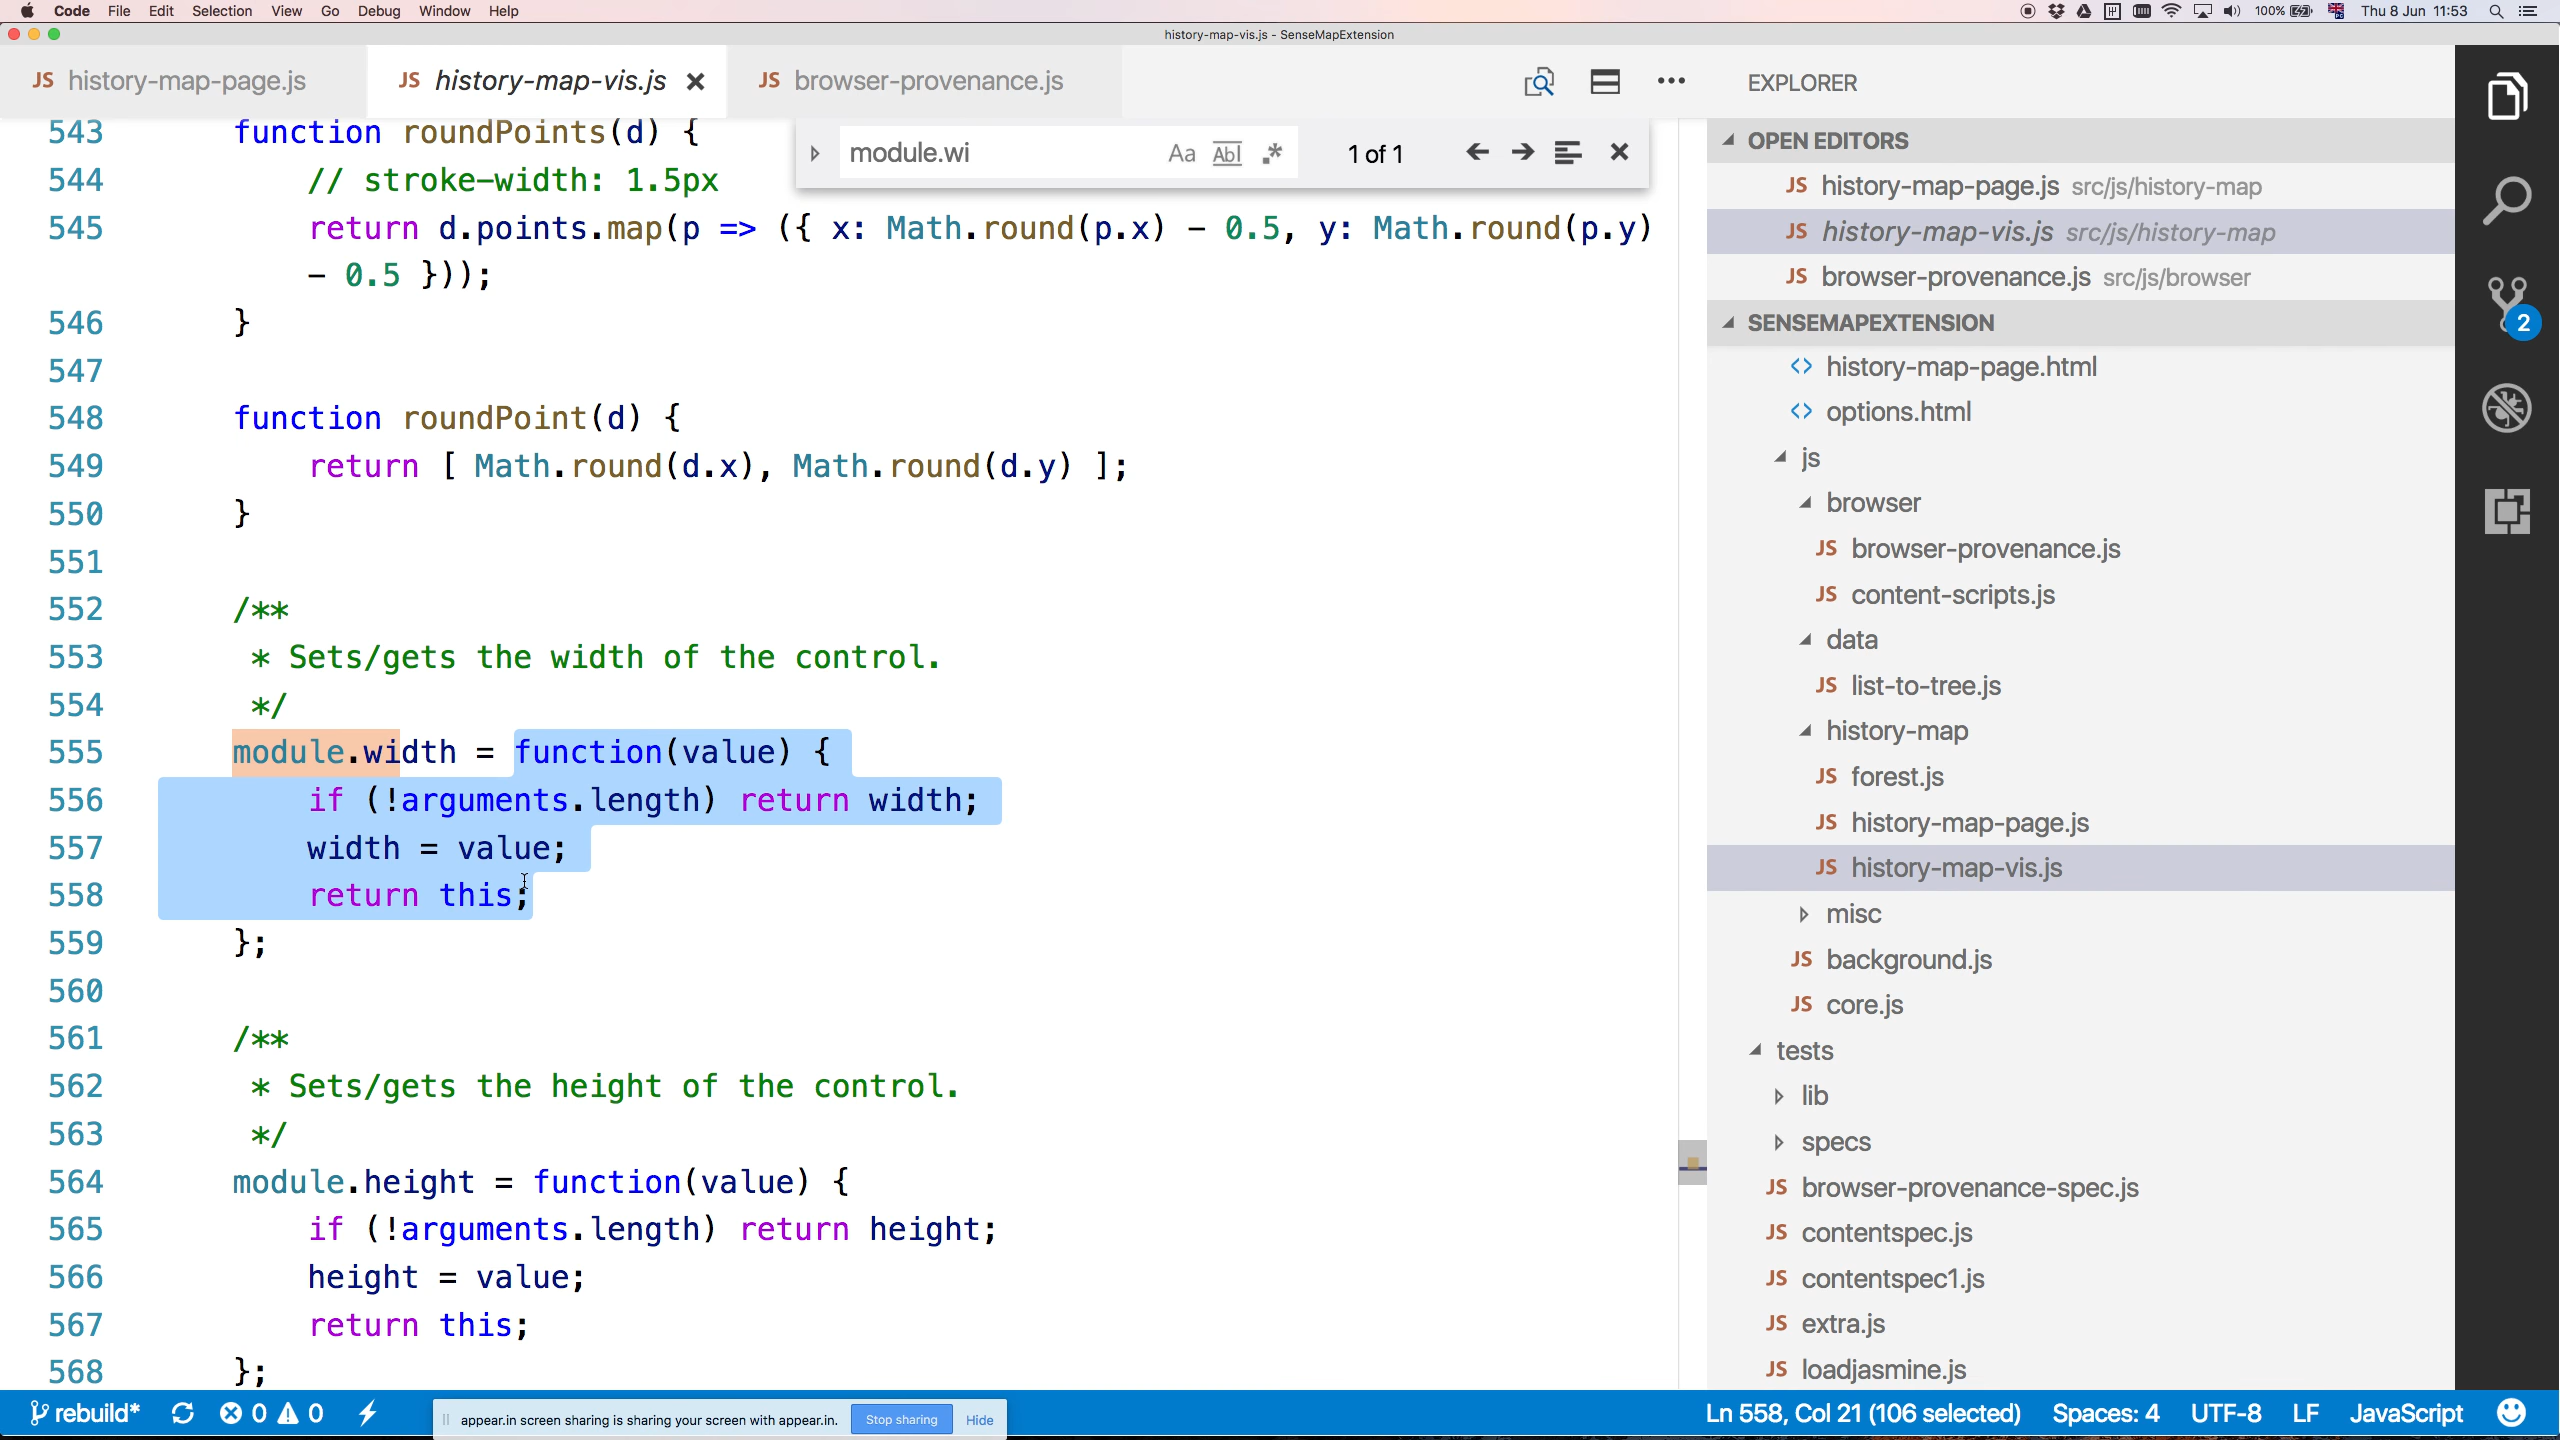 Code File Edit Selection View Go Debug Window Help
100% Thu 8 Jun 11:53
history-map-vis.js - SenseMapExtension
JS history-map-page.js
JS history-map-vis.js
JS browser-provenance.js
module.wi
Aa Abl .*
1 of 1
543 function roundPoints(d) {
544 // stroke-width: 1.5px
545 return d.points.map(p => ({ x: Math.round(p.x) - 0.5, y: Math.round(p.y)
- 0.5 }));
546 }
547
548 function roundPoint(d) {
549 return [ Math.round(d.x), Math.round(d.y) ];
550 }
551
552 /**
553 * Sets/gets the width of the control.
554 */
555 module.width = function(value) {
556 if (!arguments.length) return width;
557 width = value;
558 return this;
559 };
560
561 /**
562 * Sets/gets the height of the control.
563 */
564 module.height = function(value) {
565 if (!arguments.length) return height;
566 height = value;
567 return this;
568 };
EXPLORER
OPEN EDITORS
JS history-map-page.js src/js/history-map
JS history-map-vis.js src/js/history-map
JS browser-provenance.js src/js/browser
SENSEMAPEXTENSION
<> history-map-page.html
<> options.html
js
browser
JS browser-provenance.js
JS content-scripts.js
data
JS list-to-tree.js
history-map
JS forest.js
JS history-map-page.js
JS history-map-vis.js
misc
JS background.js
JS core.js
tests
lib
specs
JS browser-provenance-spec.js
JS contentspec.js
JS contentspec1.js
JS extra.js
JS loadjasmine.js
2
rebuild* 0 0
appear.in screen sharing is sharing your screen with appear.in. Stop sharing Hide
Ln 558, Col 21 (106 selected) Spaces: 4 UTF-8 LF JavaScript